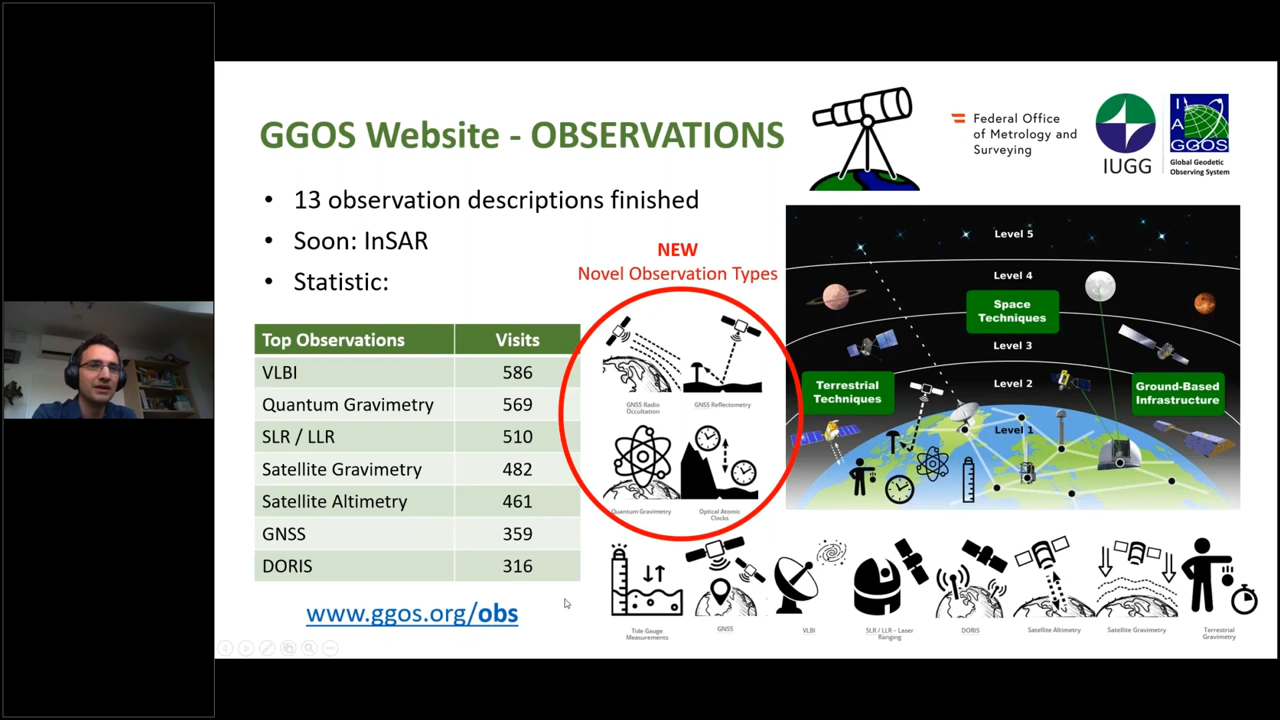 GGOS Website - OBSERVATIONS
Federal Office
of Metrology and
Surveying
IUGG
I
A
G
GGOS
Global Geodetic
Observing System
• 13 observation descriptions finished
• Soon: InSAR
• Statistic:
NEW
Novel Observation Types
Top Observations Visits
VLBI 586
Quantum Gravimetry 569
SLR / LLR 510
Satellite Gravimetry 482
Satellite Altimetry 461
GNSS 359
DORIS 316
www.ggos.org/obs
GNSS Radio
Occultation
GNSS Reflectometry
Quantum Gravimetry
Optical Atomic
Clocks
Level 5
Level 4
Space
Techniques
Level 3
Level 2
Terrestrial
Techniques
Ground-Based
Infrastructure
Level 1
Tide Gauge
Measurements
GNSS
VLBI
SLR / LLR – Laser
Ranging
DORIS
Satellite Altimetry
Satellite Gravimetry
Terrestrial
Gravimetry